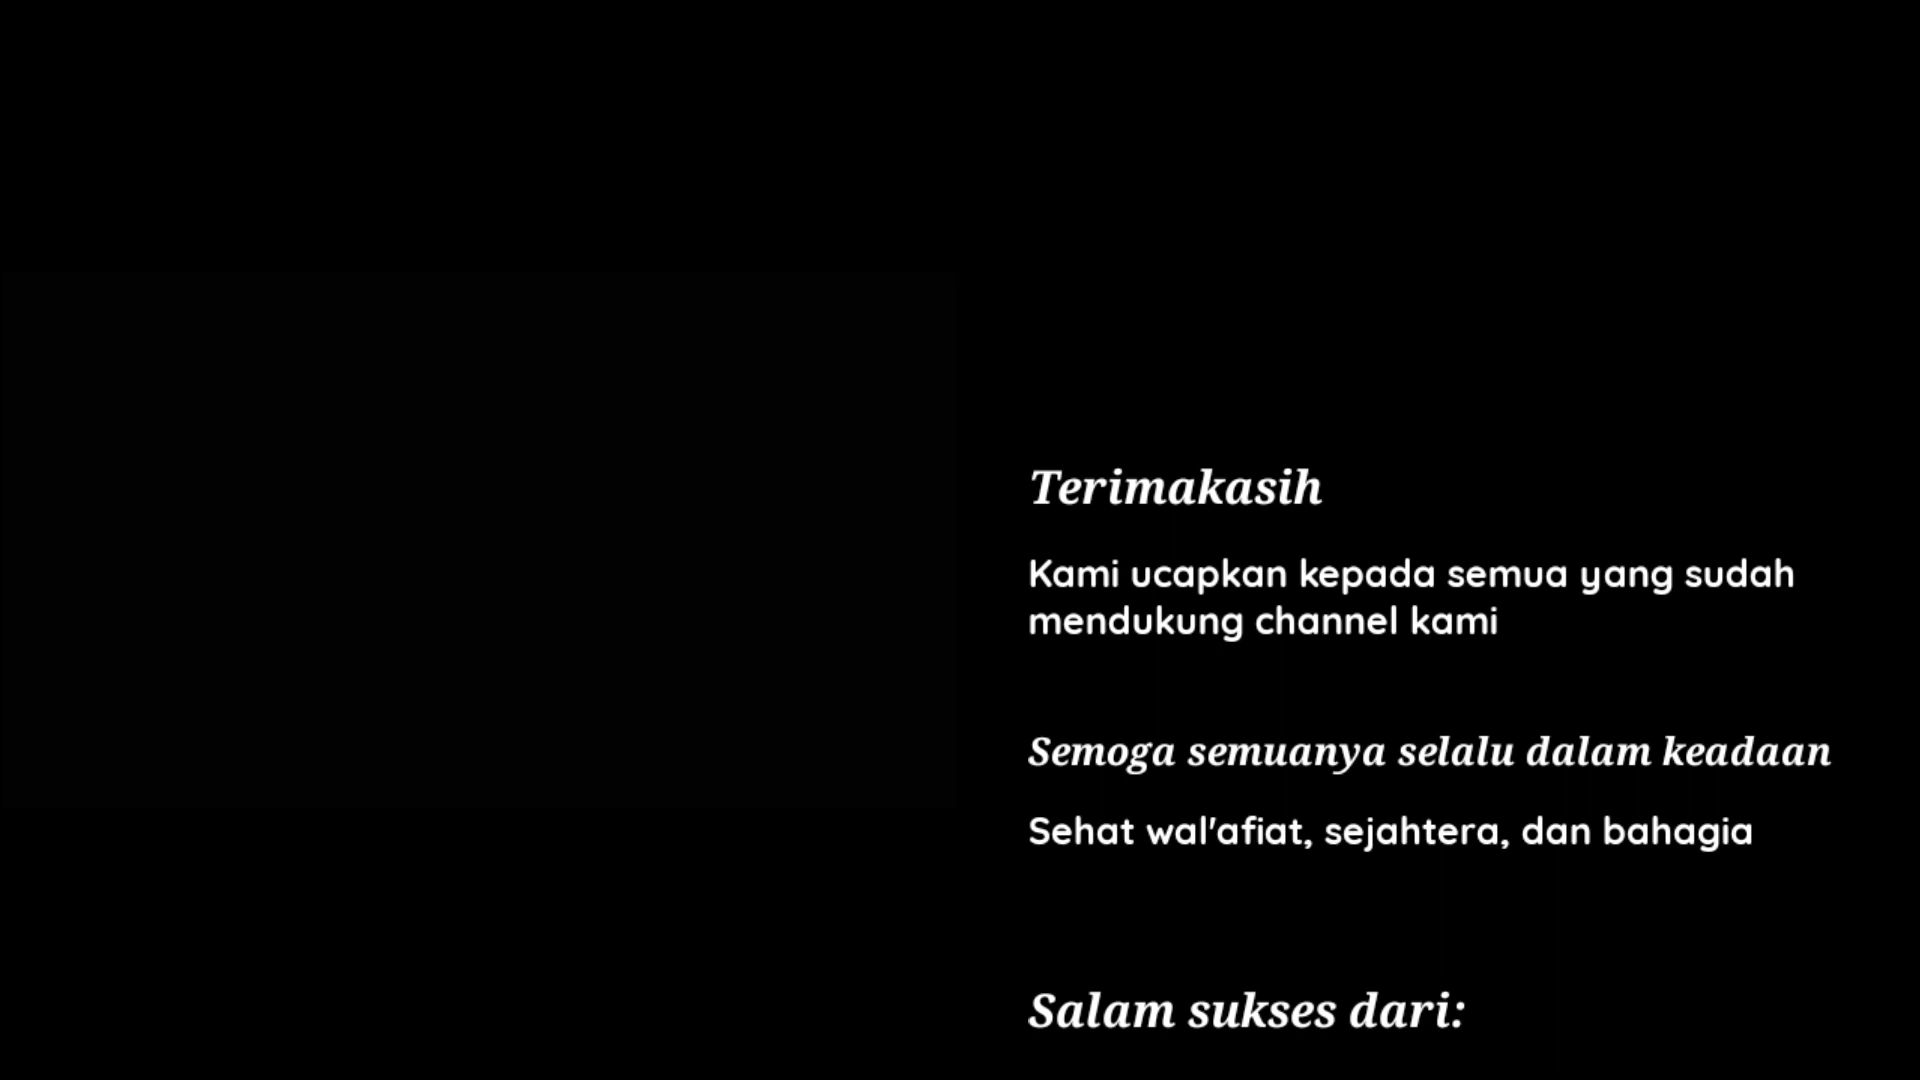 Terimakasih
Kami ucapkan kepada semua yang sudah
mendukung channel kami
Semoga semuanya selalu dalam keadaan
Sehat wal'afiat, sejahtera, dan bahagia
Salam sukses dari: